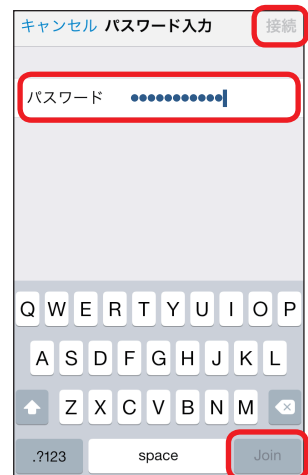 キャンセル パスワード入力 接続
パスワード ●●●●●●●●●●●
Q W E R T Y U I O P
A S D F G H J K L
Z X C V B N M
.?123 space Join